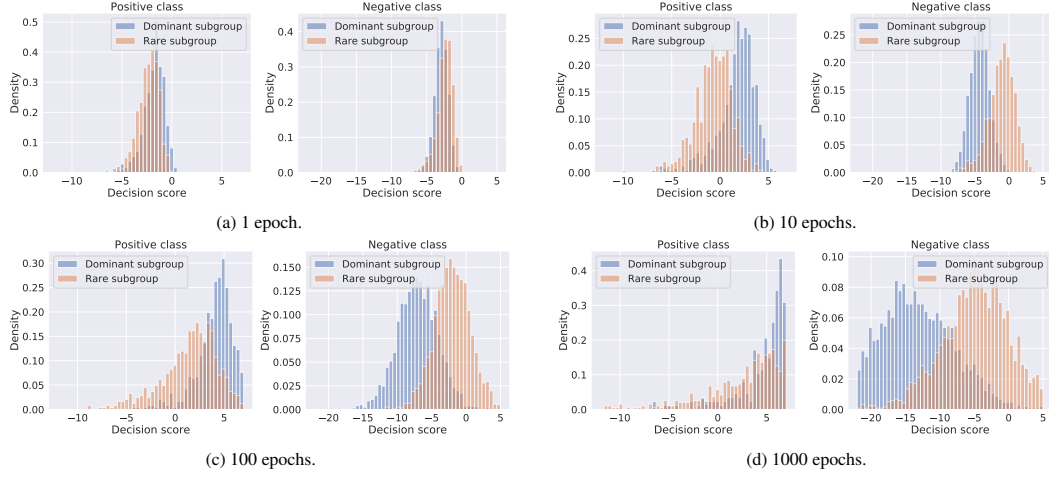 Positive class
Negative class
Dominant subgroup
Rare subgroup
Dominant subgroup
Rare subgroup
Density
0.5
0.4
0.3
0.2
0.1
0.0
−10 −5 0 5
Decision score
Density
0.4
0.3
0.2
0.1
0.0
−20 −15 −10 −5 0 5
Decision score
(a) 1 epoch.
Positive class
Negative class
Dominant subgroup
Rare subgroup
Dominant subgroup
Rare subgroup
Density
0.25
0.20
0.15
0.10
0.05
0.00
−10 −5 0 5
Decision score
Density
0.25
0.20
0.15
0.10
0.05
0.00
−20 −15 −10 −5 0 5
Decision score
(b) 10 epochs.
Positive class
Negative class
Dominant subgroup
Rare subgroup
Dominant subgroup
Rare subgroup
Density
0.30
0.25
0.20
0.15
0.10
0.05
0.00
−10 −5 0 5
Decision score
Density
0.150
0.125
0.100
0.075
0.050
0.025
0.000
−20 −15 −10 −5 0 5
Decision score
(c) 100 epochs.
Positive class
Negative class
Dominant subgroup
Rare subgroup
Dominant subgroup
Rare subgroup
Density
0.4
0.3
0.2
0.1
0.0
−10 −5 0 5
Decision score
Density
0.10
0.08
0.06
0.04
0.02
0.00
−20 −15 −10 −5 0 5
Decision score
(d) 1000 epochs.